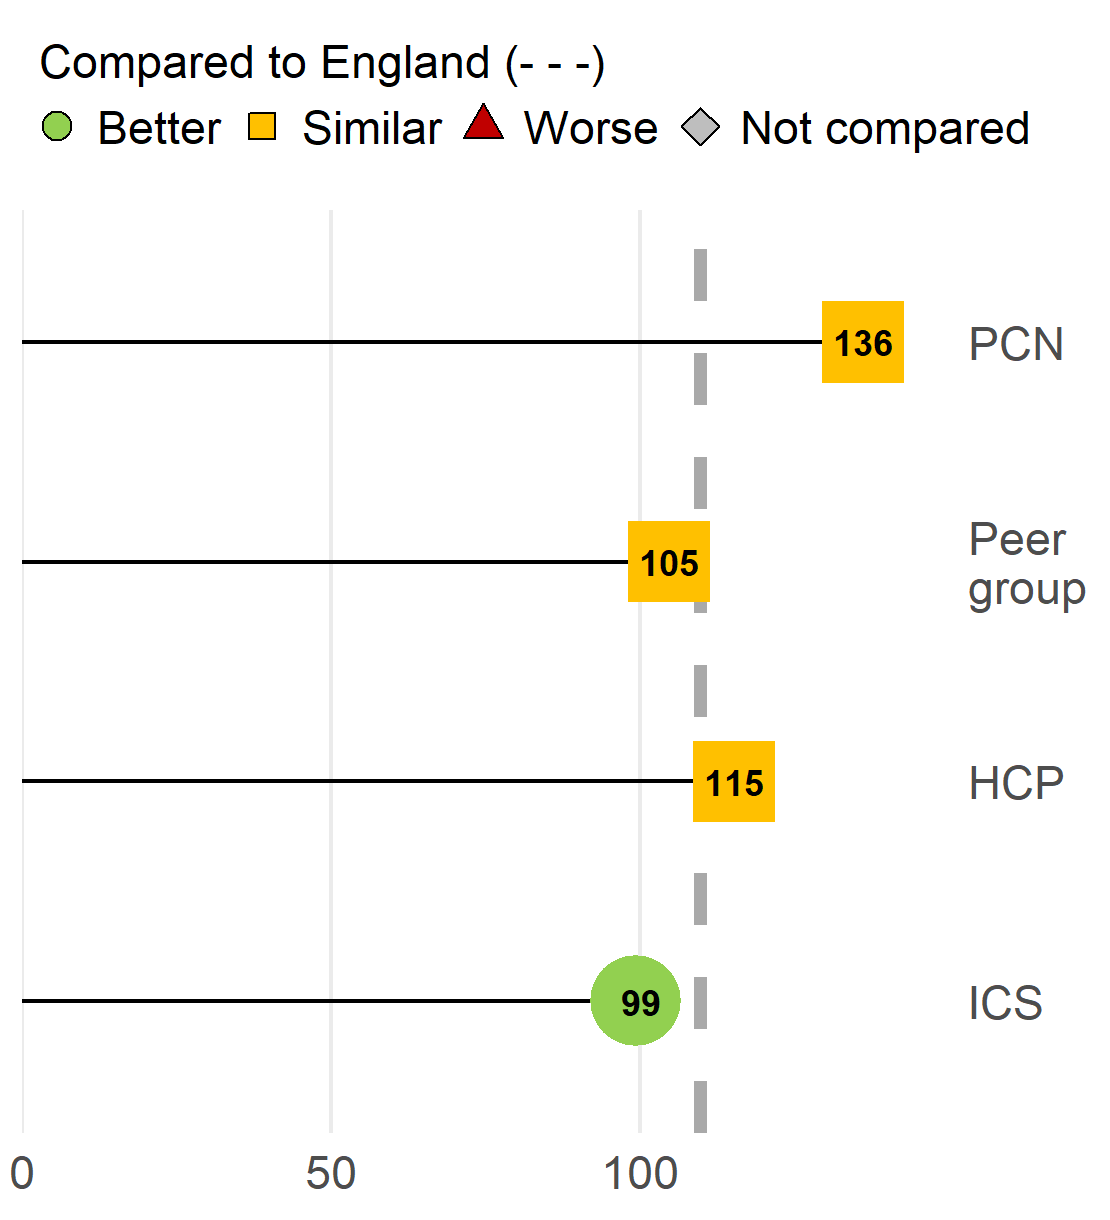 Compared to England (- - -)
Better Similar Worse Not compared
136 PCN
105 Peer
group
115 HCP
99 ICS
0 50 100